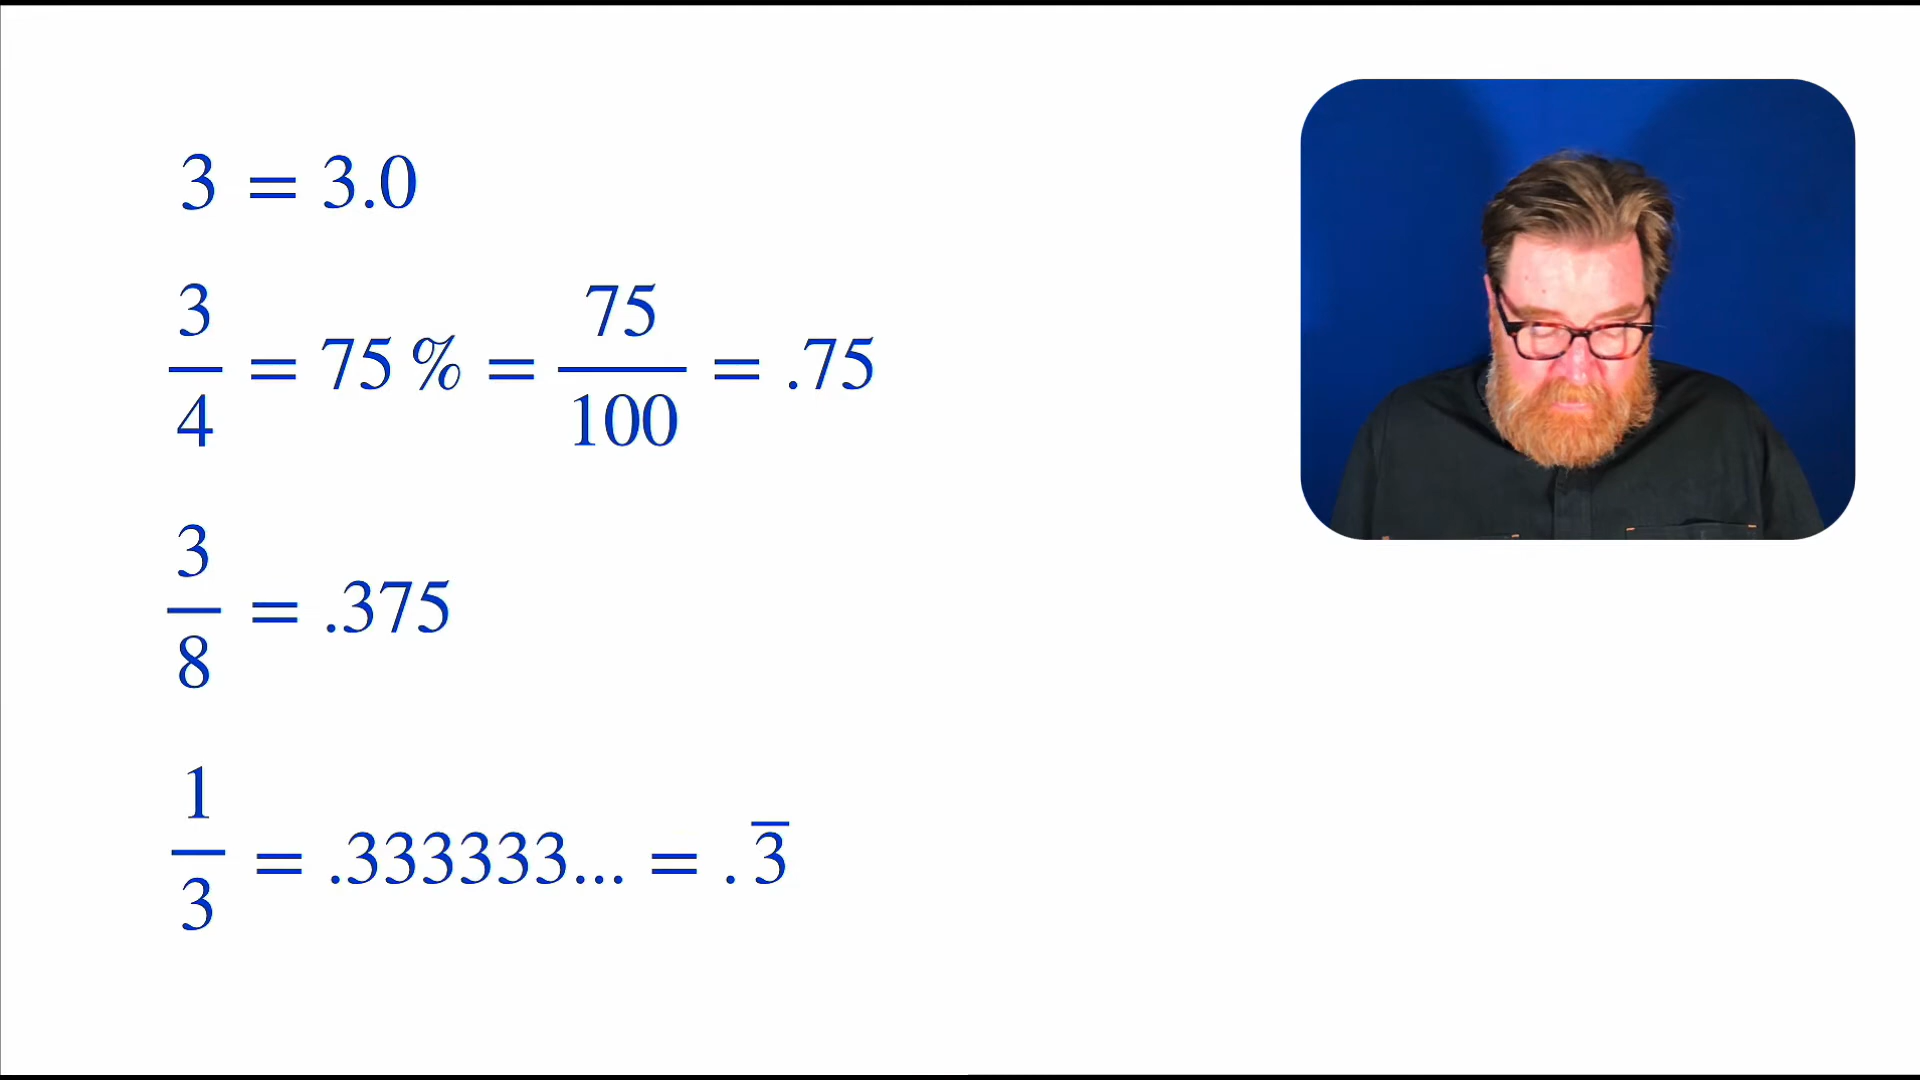 3 = 3.0
3/4 = 75% = 75/100 = .75
3/8 = .375
1/3 = .333333... = .3̅